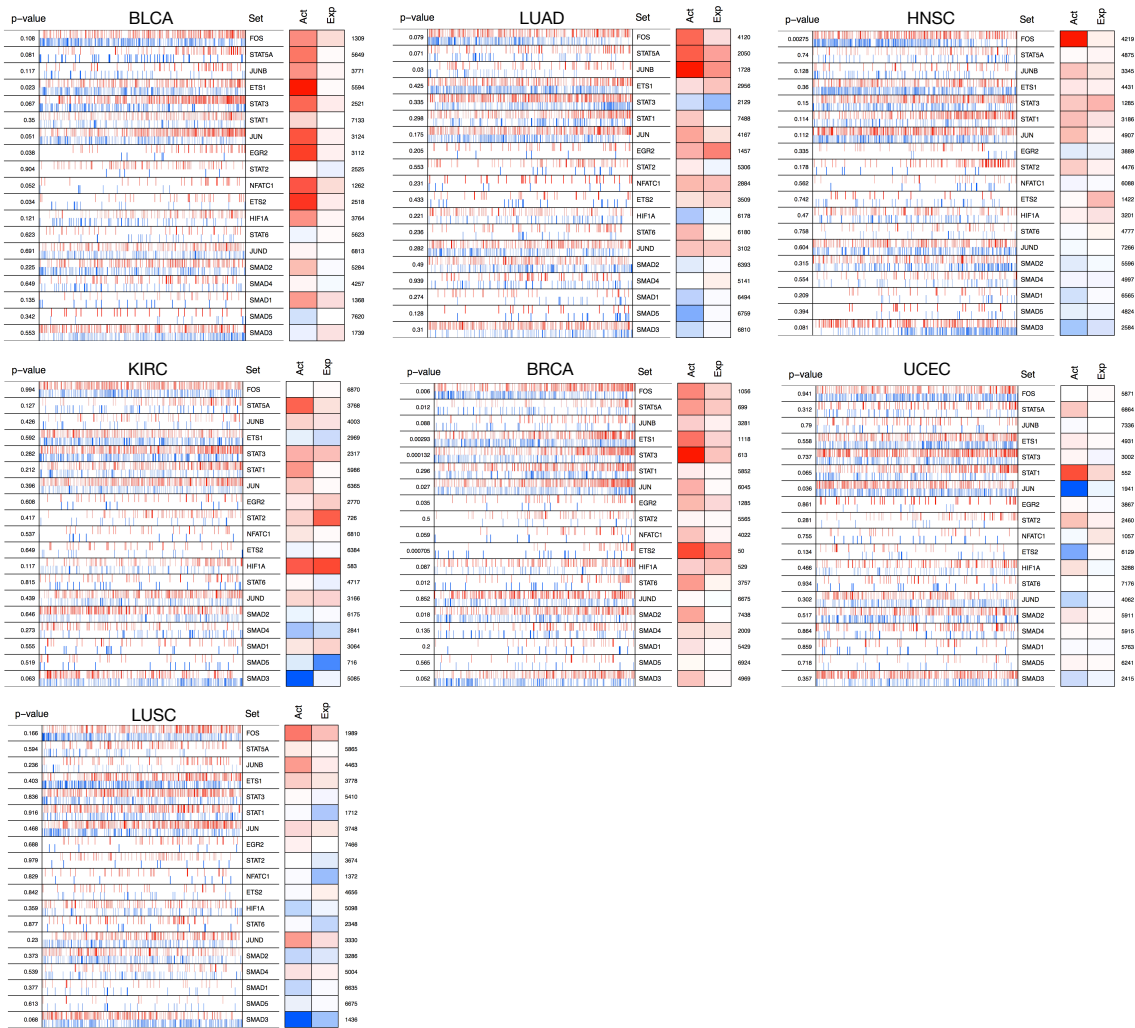 BLCA
p-value Set Act Exp
0.108 FOS 1309
0.081 STAT5A 5649
0.117 JUNB 3771
0.023 ETS1 5594
0.067 STAT3 2521
0.35 STAT1 7133
0.051 JUN 3124
0.038 EGR2 3112
0.904 STAT2 2525
0.052 NFATC1 1262
0.034 ETS2 2518
0.121 HIF1A 3764
0.623 STAT6 5623
0.691 JUND 6813
0.225 SMAD2 5284
0.649 SMAD4 4257
0.135 SMAD1 1368
0.342 SMAD5 7620
0.553 SMAD3 1739
LUAD
p-value Set Act Exp
0.079 FOS 4120
0.071 STAT5A 2050
0.03 JUNB 1728
0.425 ETS1 2956
0.335 STAT3 2129
0.298 STAT1 7488
0.175 JUN 4167
0.205 EGR2 1457
0.553 STAT2 5306
0.231 NFATC1 2884
0.433 ETS2 3509
0.221 HIF1A 6178
0.236 STAT6 6180
0.282 JUND 3102
0.49 SMAD2 8393
0.939 SMAD4 5141
0.274 SMAD1 6494
0.128 SMAD5 6759
0.31 SMAD3 6810
HNSC
p-value Set Act Exp
0.00275 FOS 4219
0.74 STAT5A 4875
0.128 JUNB 3345
0.36 ETS1 4431
0.15 STAT3 1265
0.114 STAT1 3186
0.112 JUN 4907
0.335 EGR2 3889
0.178 STAT2 4476
0.562 NFATC1 6088
0.742 ETS2 1422
0.47 HIF1A 3201
0.758 STAT6 4777
0.604 JUND 7266
0.315 SMAD2 5596
0.554 SMAD4 4997
0.209 SMAD1 6565
0.394 SMAD5 4824
0.081 SMAD3 2584
KIRC
p-value Set Act Exp
0.994 FOS 6870
0.127 STAT5A 3768
0.426 JUNB 4003
0.592 ETS1 2969
0.282 STAT3 2317
0.212 STAT1 5986
0.396 JUN 6365
0.608 EGR2 2770
0.417 STAT2 726
0.537 NFATC1 6810
0.649 ETS2 6384
0.117 HIF1A 583
0.815 STAT6 4717
0.439 JUND 3166
0.646 SMAD2 6175
0.273 SMAD4 2841
0.555 SMAD1 3064
0.519 SMAD5 716
0.063 SMAD3 5085
BRCA
p-value Set Act Exp
0.006 FOS 1056
0.012 STAT5A 699
0.088 JUNB 3281
0.00293 ETS1 1118
0.000132 STAT3 613
0.296 STAT1 5852
0.027 JUN 6045
0.035 EGR2 1285
0.5 STAT2 5565
0.059 NFATC1 4022
0.000705 ETS2 50
0.087 HIF1A 529
0.012 STAT6 3757
0.852 JUND 6675
0.018 SMAD2 7438
0.135 SMAD4 2009
0.2 SMAD1 5429
0.565 SMAD5 6924
0.052 SMAD3 4969
UCEC
p-value Set Act Exp
0.941 FOS 5871
0.312 STAT5A 6864
0.79 JUNB 7336
0.558 ETS1 4931
0.737 STAT3 3002
0.065 STAT1 552
0.036 JUN 1941
0.861 EGR2 3867
0.281 STAT2 2460
0.755 NFATC1 1057
0.134 ETS2 6129
0.466 HIF1A 3288
0.934 STAT6 7176
0.302 JUND 4062
0.517 SMAD2 5911
0.864 SMAD4 5915
0.859 SMAD1 5763
0.718 SMAD5 6241
0.357 SMAD3 2415
LUSC
p-value Set Act Exp
0.166 FOS 1989
0.594 STAT5A 5865
0.236 JUNB 4463
0.403 ETS1 3778
0.836 STAT3 5410
0.916 STAT1 1712
0.468 JUN 3748
0.688 EGR2 7466
0.979 STAT2 3674
0.829 NFATC1 1372
0.842 ETS2 4656
0.359 HIF1A 5098
0.877 STAT6 2348
0.23 JUND 3330
0.373 SMAD2 3286
0.539 SMAD4 5004
0.377 SMAD1 6635
0.613 SMAD5 6675
0.068 SMAD3 1436